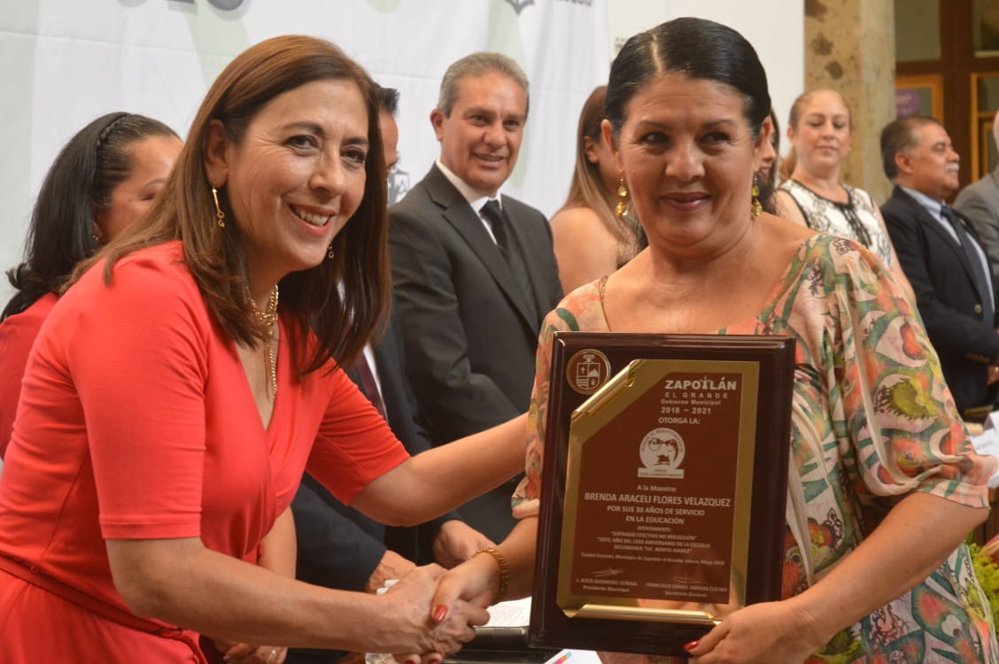 ZAPOTLÁN
EL GRANDE
Gobierno Municipal
2018 - 2021
OTORGA LA:
A la Maestra:
BRENDA ARACELI FLORES VELAZQUEZ
POR SUS 30 AÑOS DE SERVICIO
EN LA EDUCACIÓN
ATENTAMENTE:
"SUFRAGIO EFECTIVO NO REELECCIÓN"
"2019, AÑO DEL LXXX ANIVERSARIO DE LA ESCUELA
SECUNDARIA "LIC. BENITO JUAREZ"
Cuidad Guzmán, Municipio de Zapotlán el Grande, Jalisco, Mayo 2019
J. JESÚS GUERRERO ZÚÑIGA
Presidente Municipal
FRANCISCO DANIEL VARGAS CUEVAS
Secretario General